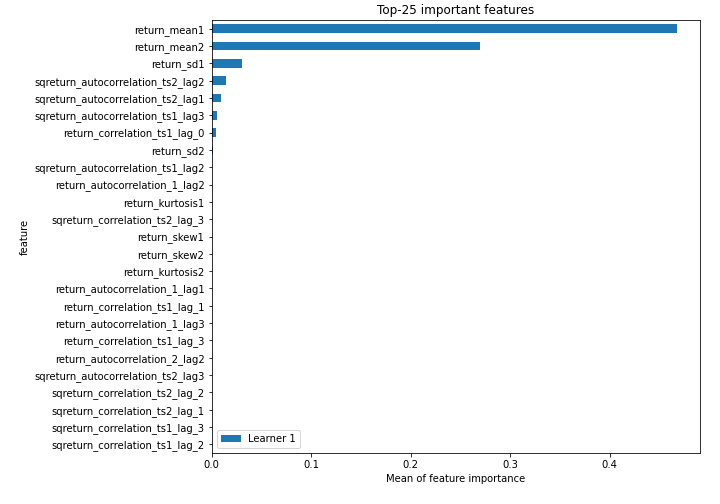 Top-25 important features
return_mean1
return_mean2
return_sd1
sqreturn_autocorrelation_ts2_lag2
sqreturn_autocorrelation_ts2_lag1
sqreturn_autocorrelation_ts1_lag3
return_correlation_ts1_lag_0
return_sd2
sqreturn_autocorrelation_ts1_lag2
return_autocorrelation_1_lag2
return_kurtosis1
sqreturn_correlation_ts2_lag_3
return_skew1
return_skew2
return_kurtosis2
return_autocorrelation_1_lag1
return_correlation_ts1_lag_1
return_autocorrelation_1_lag3
return_correlation_ts1_lag_3
return_autocorrelation_2_lag2
sqreturn_autocorrelation_ts2_lag3
sqreturn_correlation_ts2_lag_2
sqreturn_correlation_ts2_lag_1
sqreturn_correlation_ts1_lag_3
sqreturn_correlation_ts1_lag_2
feature
Learner 1
0.0 0.1 0.2 0.3 0.4
Mean of feature importance